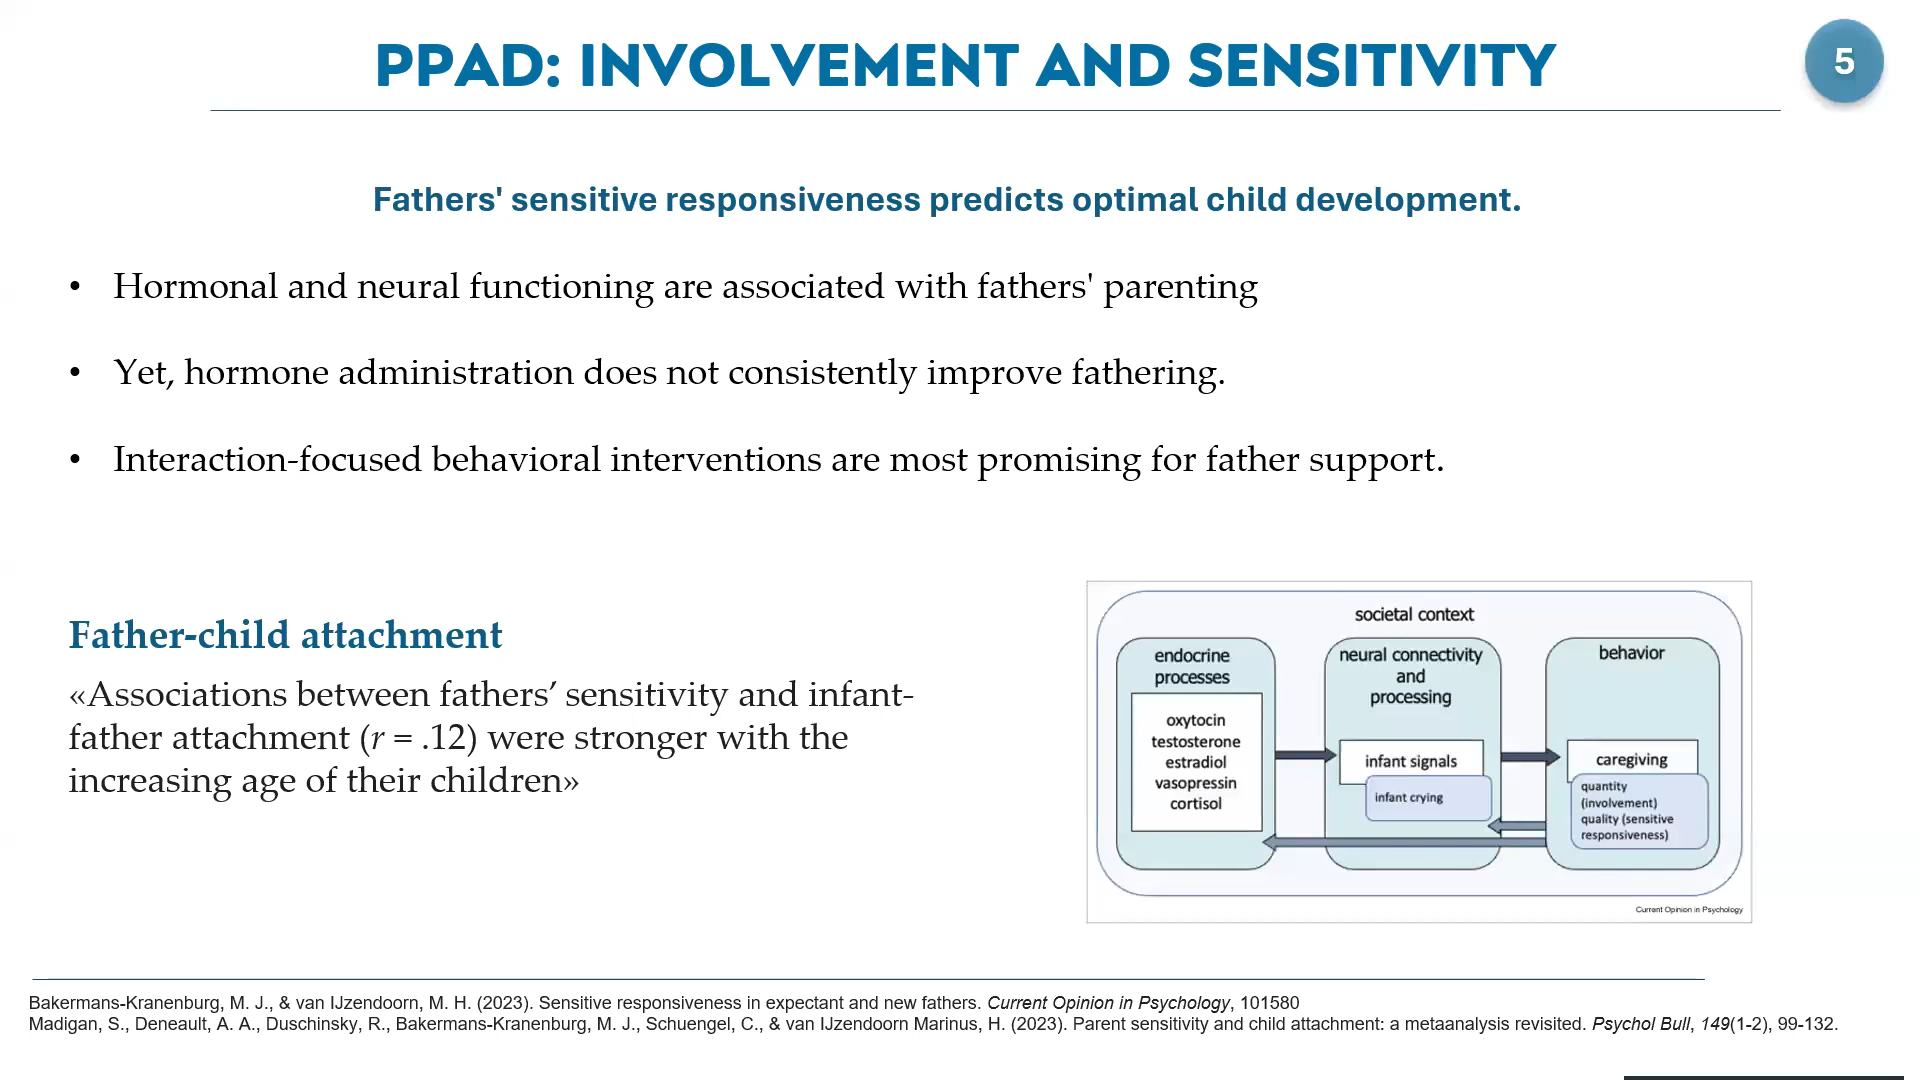 PPAD: INVOLVEMENT AND SENSITIVITY
5
Fathers' sensitive responsiveness predicts optimal child development.
• Hormonal and neural functioning are associated with fathers' parenting
• Yet, hormone administration does not consistently improve fathering.
• Interaction-focused behavioral interventions are most promising for father support.
Father-child attachment
«Associations between fathers’ sensitivity and infant-
father attachment (r = .12) were stronger with the
increasing age of their children»
societal context
endocrine
processes
oxytocin
testosterone
estradiol
vasopressin
cortisol
neural connectivity
and
processing
infant signals
infant crying
behavior
caregiving
quantity
(involvement)
quality (sensitive
responsiveness)
Current Opinion in Psychology
Bakermans-Kranenburg, M. J., & van IJzendoorn, M. H. (2023). Sensitive responsiveness in expectant and new fathers. Current Opinion in Psychology, 101580
Madigan, S., Deneault, A. A., Duschinsky, R., Bakermans-Kranenburg, M. J., Schuengel, C., & van IJzendoorn Marinus, H. (2023). Parent sensitivity and child attachment: a metaanalysis revisited. Psychol Bull, 149(1-2), 99-132.